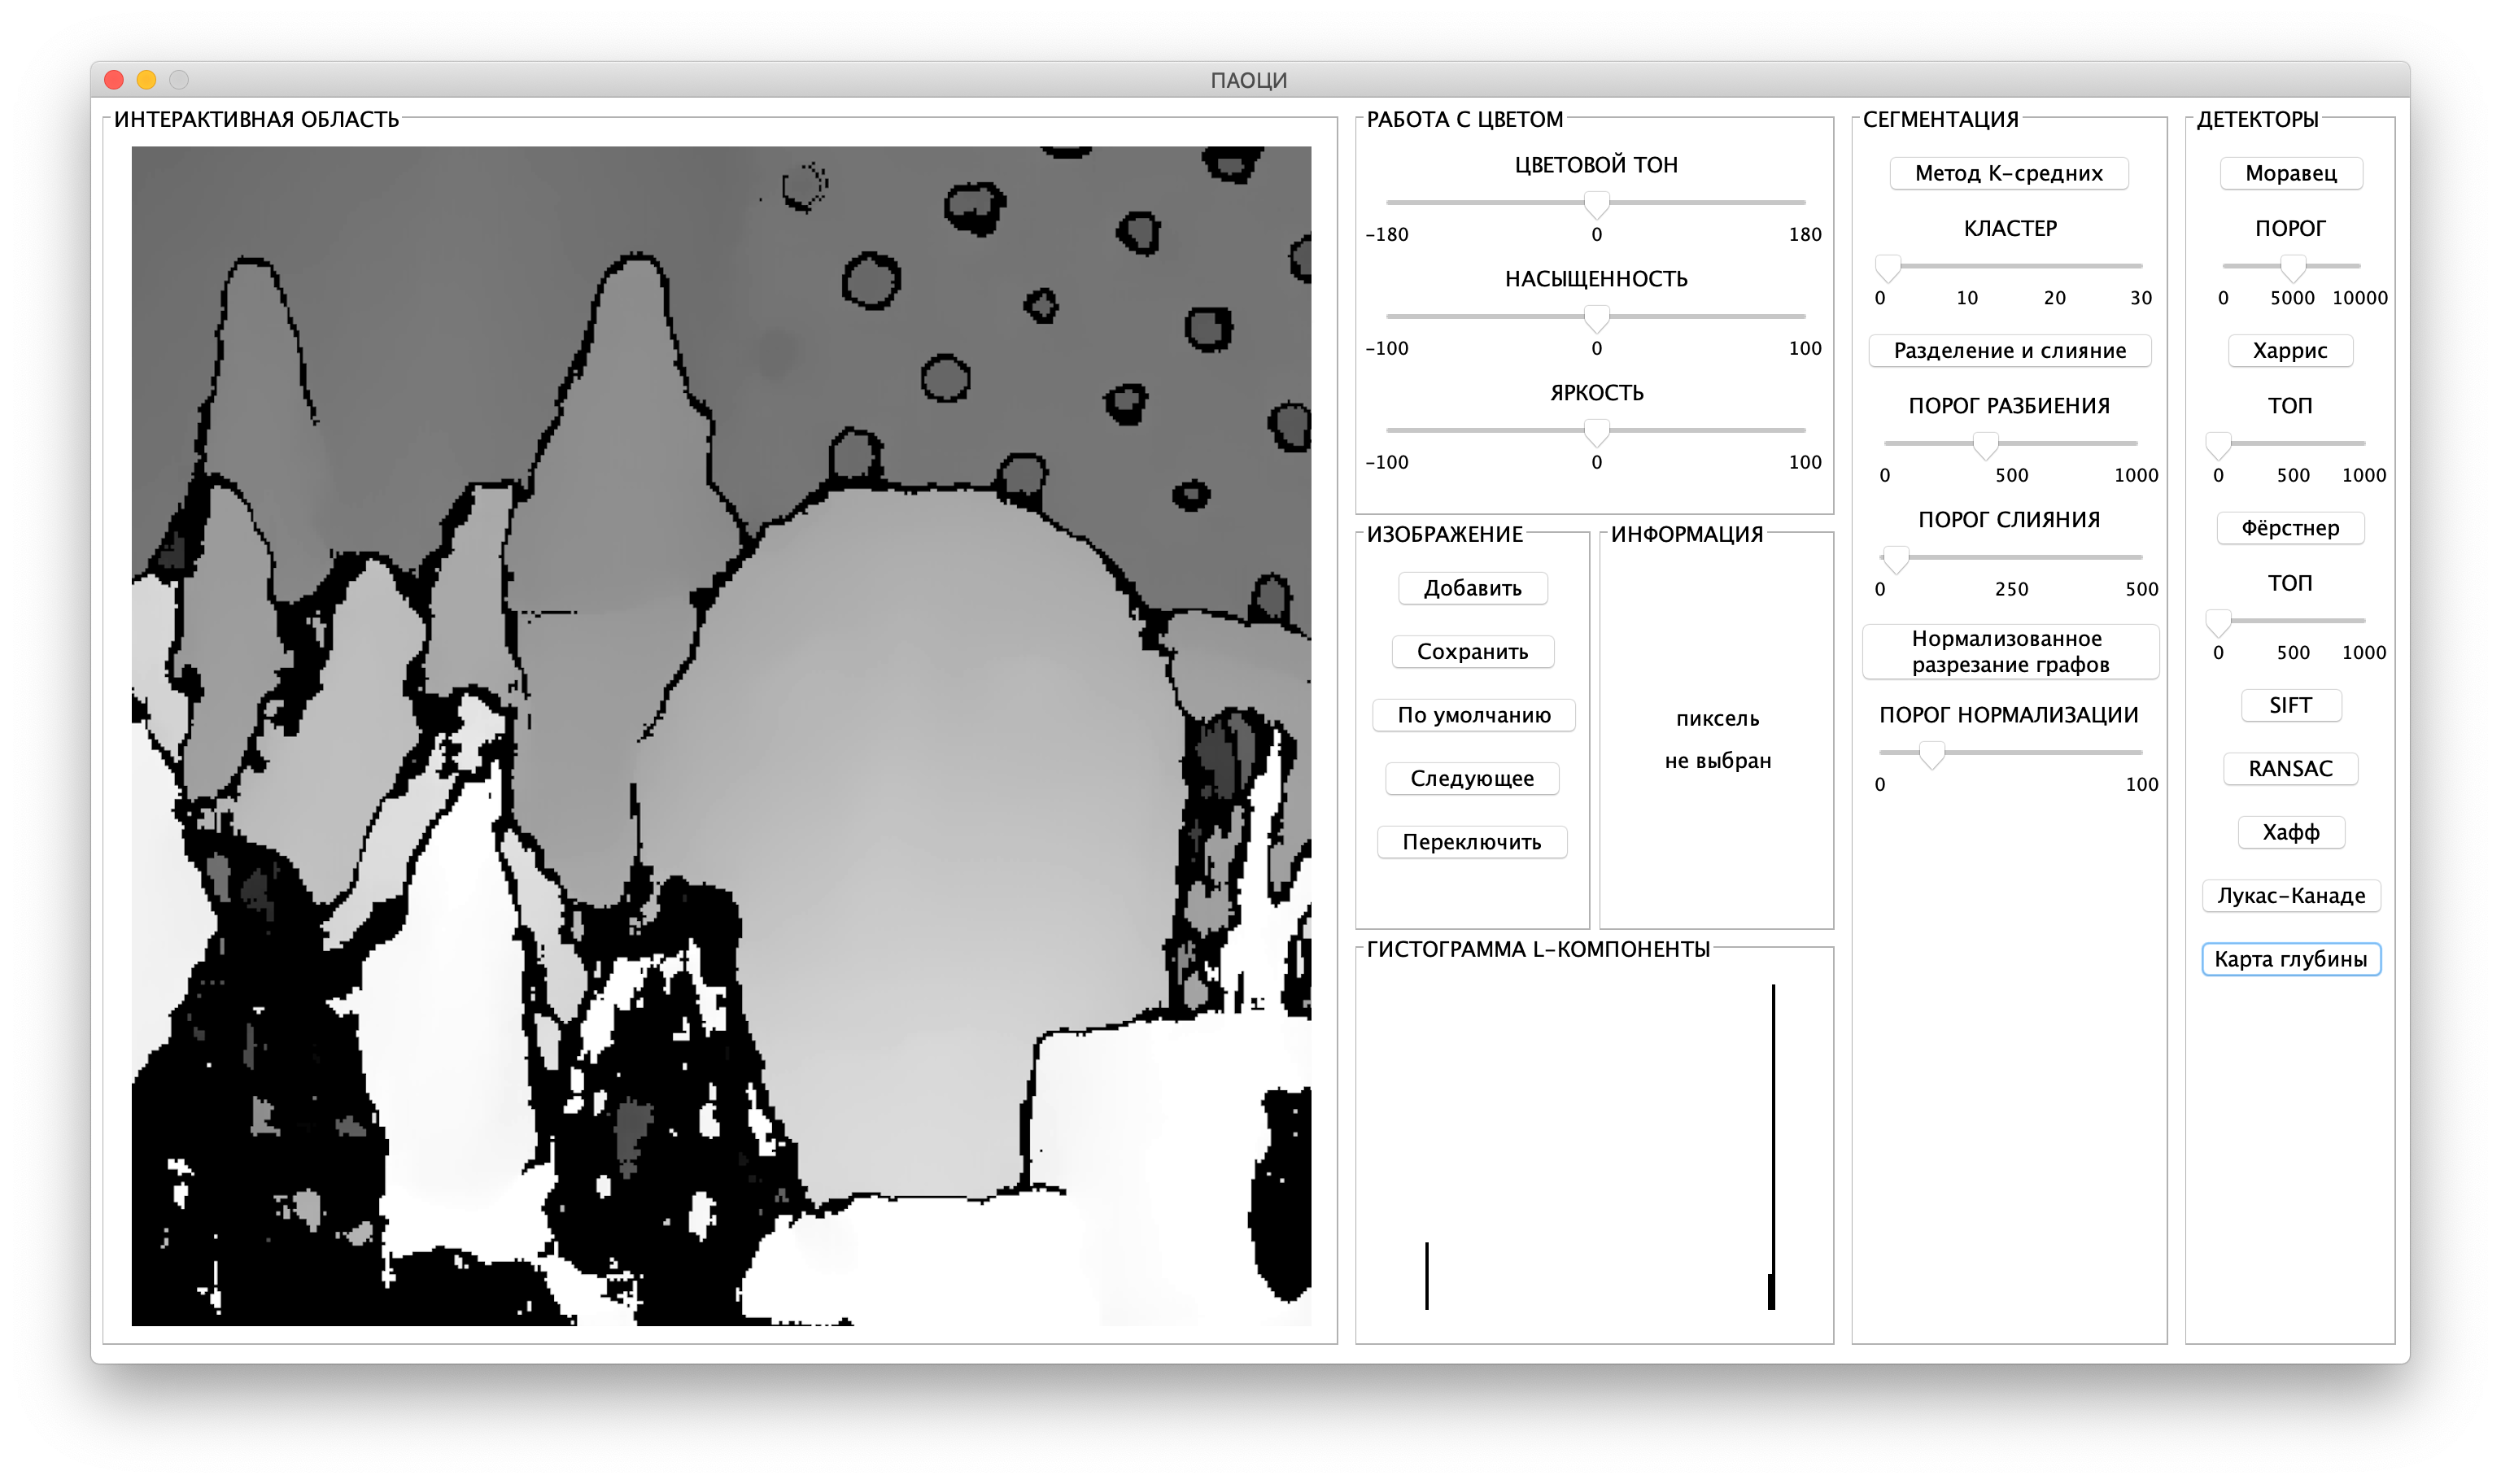 ПАОЦИ
ИНТЕРАКТИВНАЯ ОБЛАСТЬ
РАБОТА С ЦВЕТОМ
ЦВЕТОВОЙ ТОН
-180 0 180
НАСЫЩЕННОСТЬ
-100 0 100
ЯРКОСТЬ
-100 0 100
ИЗОБРАЖЕНИЕ
Добавить
Сохранить
По умолчанию
Следующее
Переключить
ИНФОРМАЦИЯ
пиксель
не выбран
ГИСТОГРАММА L-КОМПОНЕНТЫ
СЕГМЕНТАЦИЯ
Метод К-средних
КЛАСТЕР
0 10 20 30
Разделение и слияние
ПОРОГ РАЗБИЕНИЯ
0 500 1000
ПОРОГ СЛИЯНИЯ
0 250 500
Нормализованное
разрезание графов
ПОРОГ НОРМАЛИЗАЦИИ
0 100
ДЕТЕКТОРЫ
Моравец
ПОРОГ
0 5000 10000
Харрис
ТОП
0 500 1000
Фёрстнер
ТОП
0 500 1000
SIFT
RANSAC
Хафф
Лукас-Канаде
Карта глубины